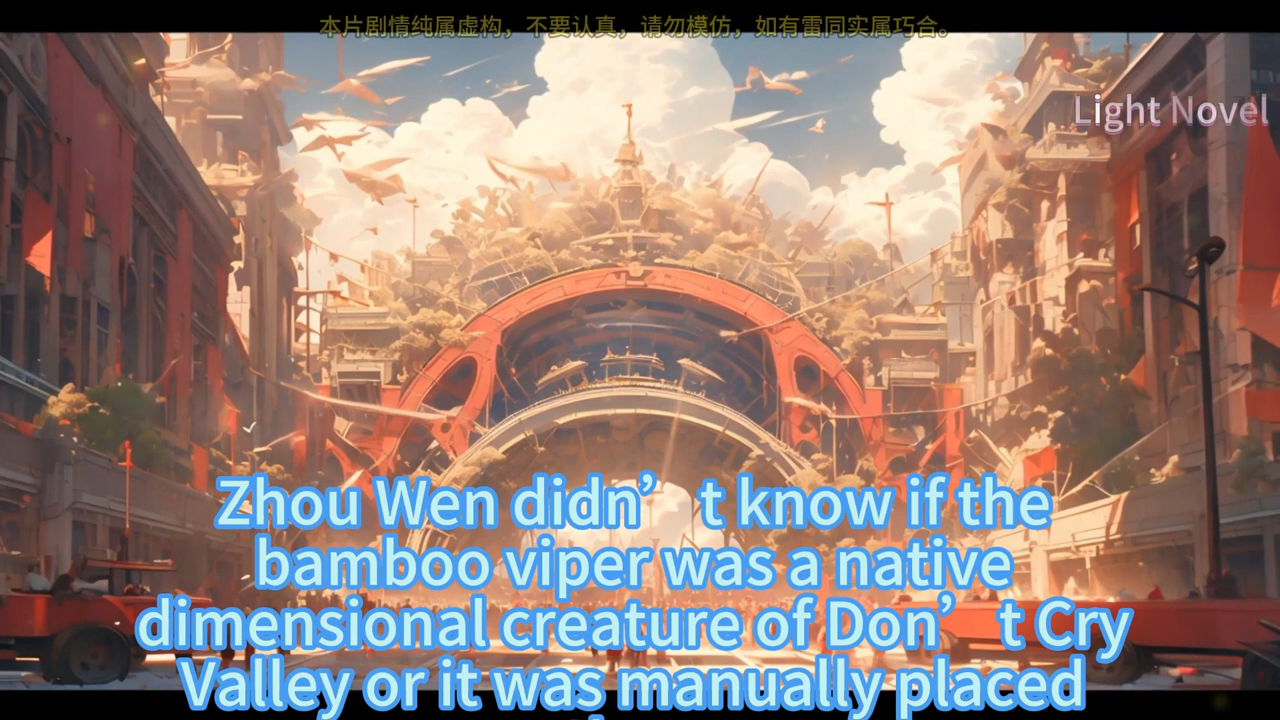 本片剧情纯属虚构，不要认真，请勿模仿，如有雷同实属巧合。
Light Novel
Zhou Wen didn’t know if the
bamboo viper was a native
dimensional creature of Don’t Cry
Valley or it was manually placed